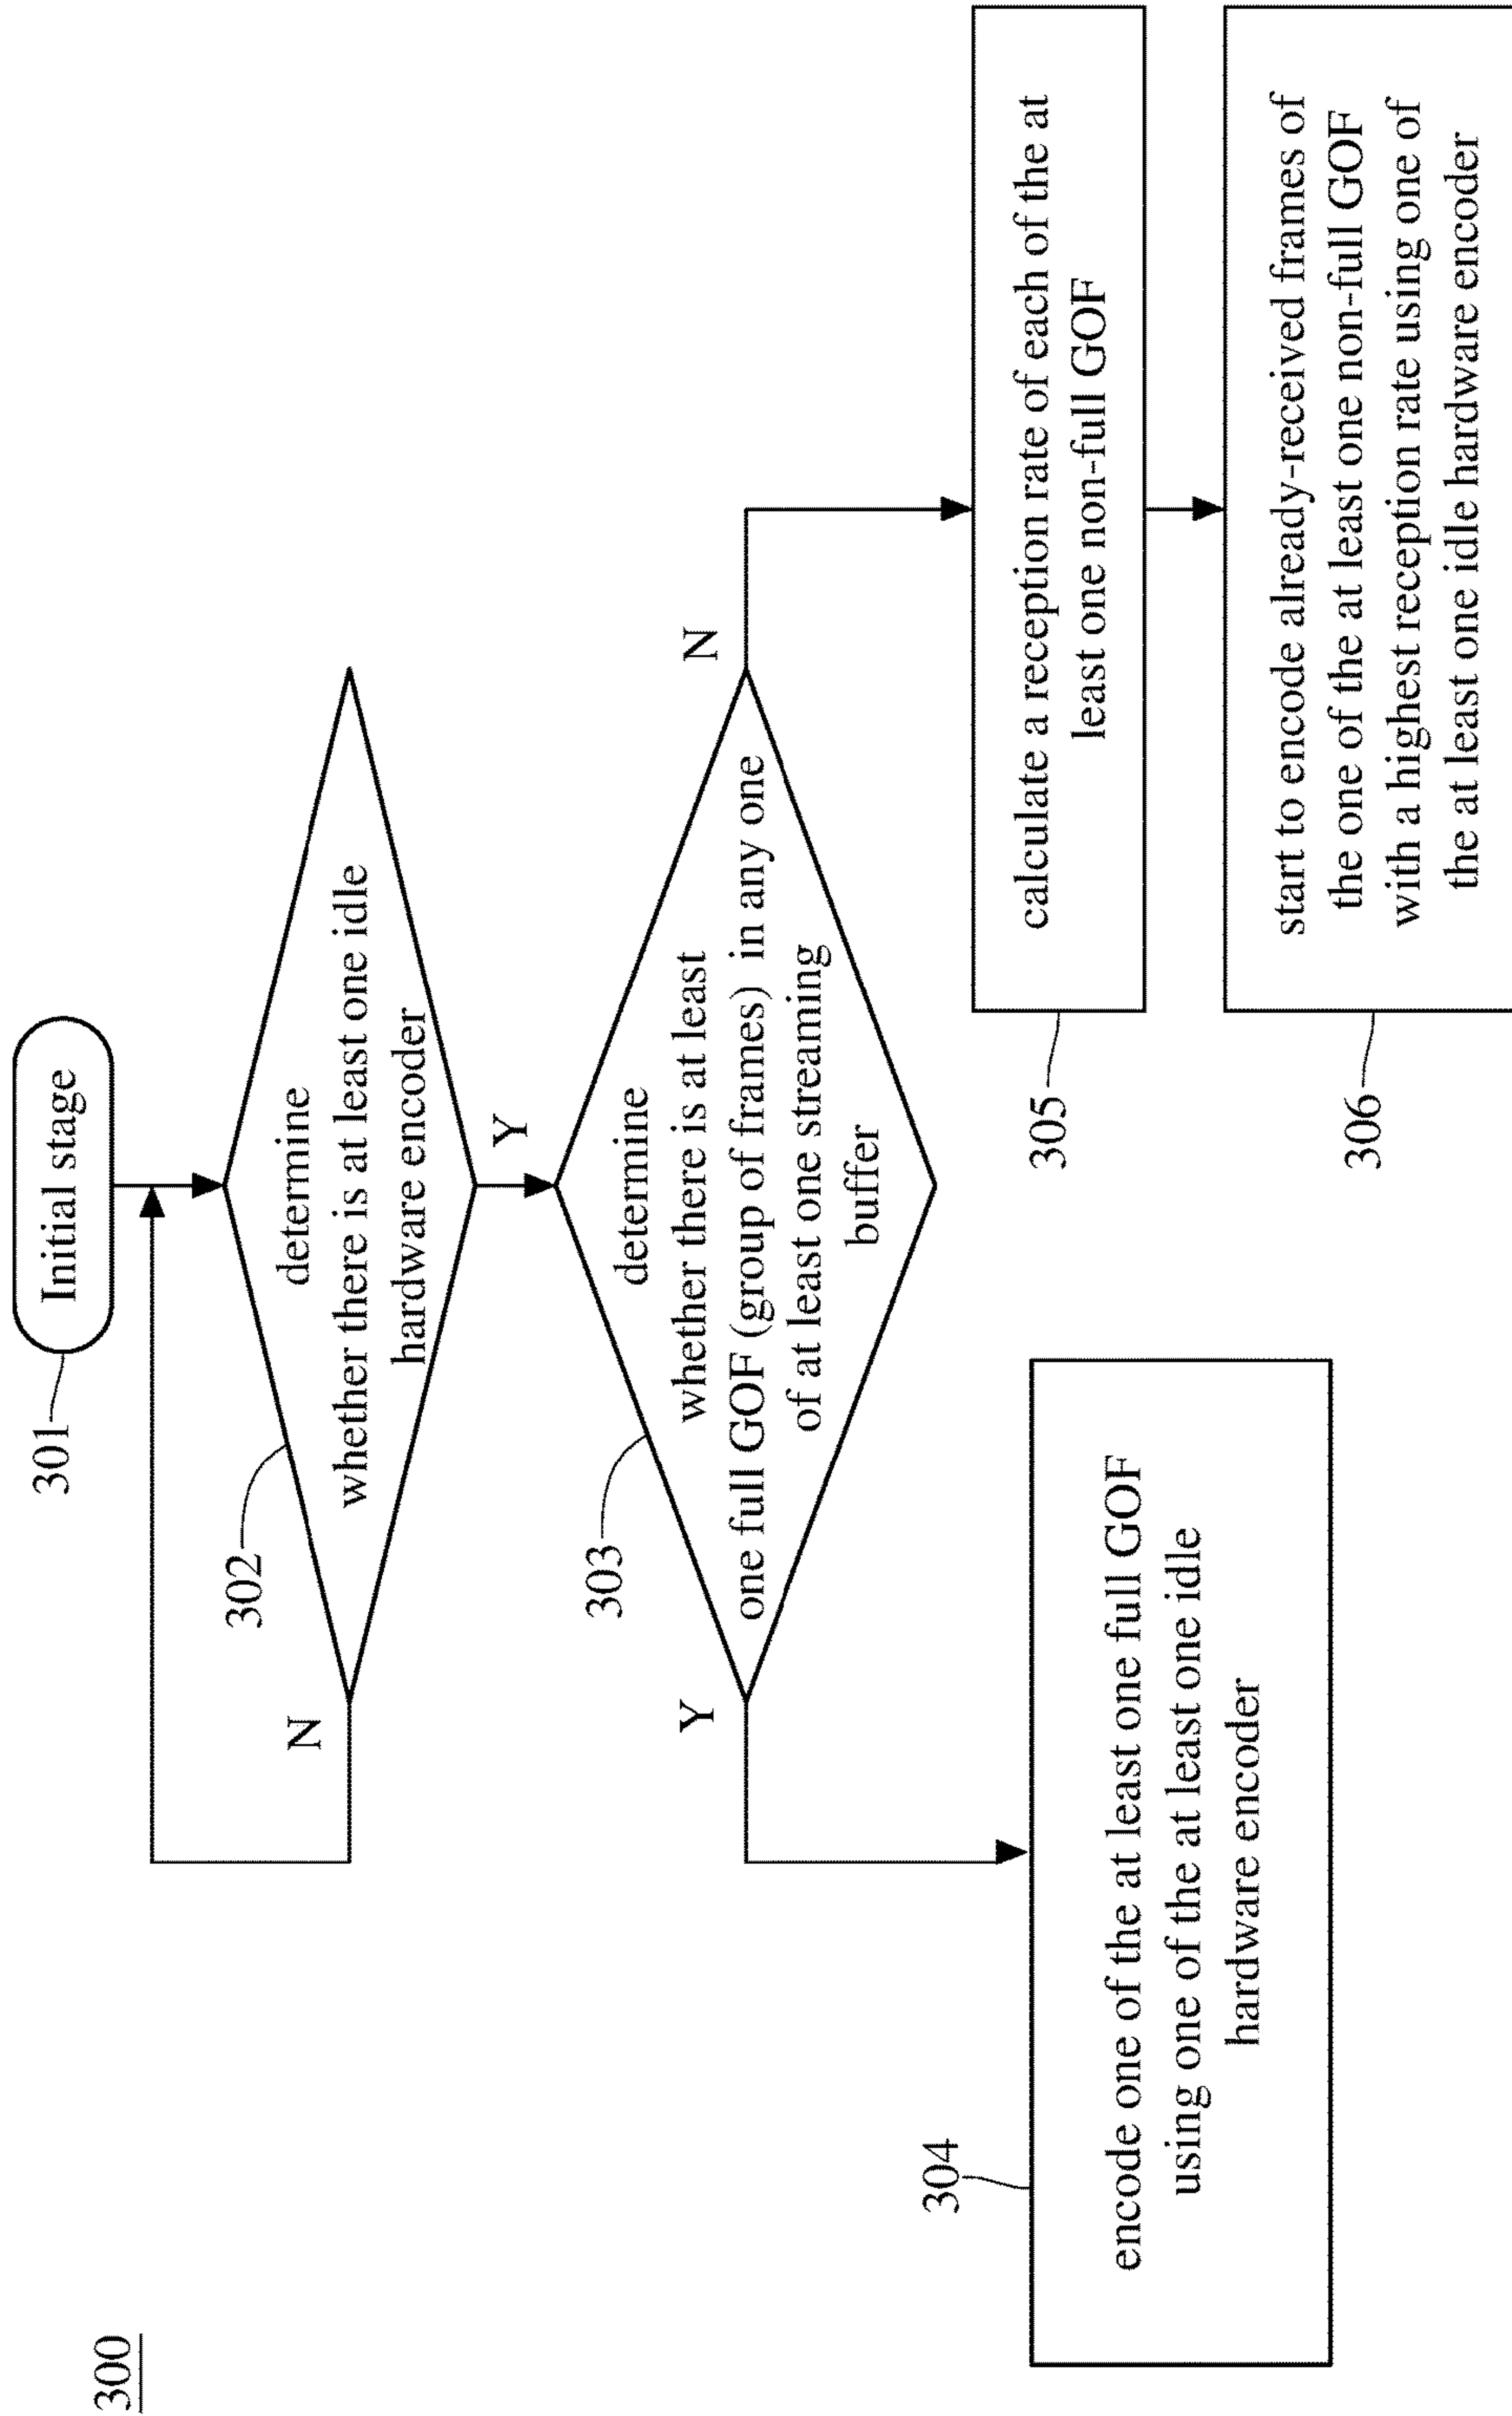 300
301
Initial stage
302
determine
whether there is at least one idle
hardware encoder
N
Y
303
determine
whether there is at least
one full GOF (group of frames) in any one
of at least one streaming
buffer
Y
N
304
encode one of the at least one full GOF
using one of the at least one idle
hardware encoder
305
calculate a reception rate of each of the at
least one non-full GOF
306
start to encode already-received frames of
the one of the at least one non-full GOF
with a highest reception rate using one of
the at least one idle hardware encoder